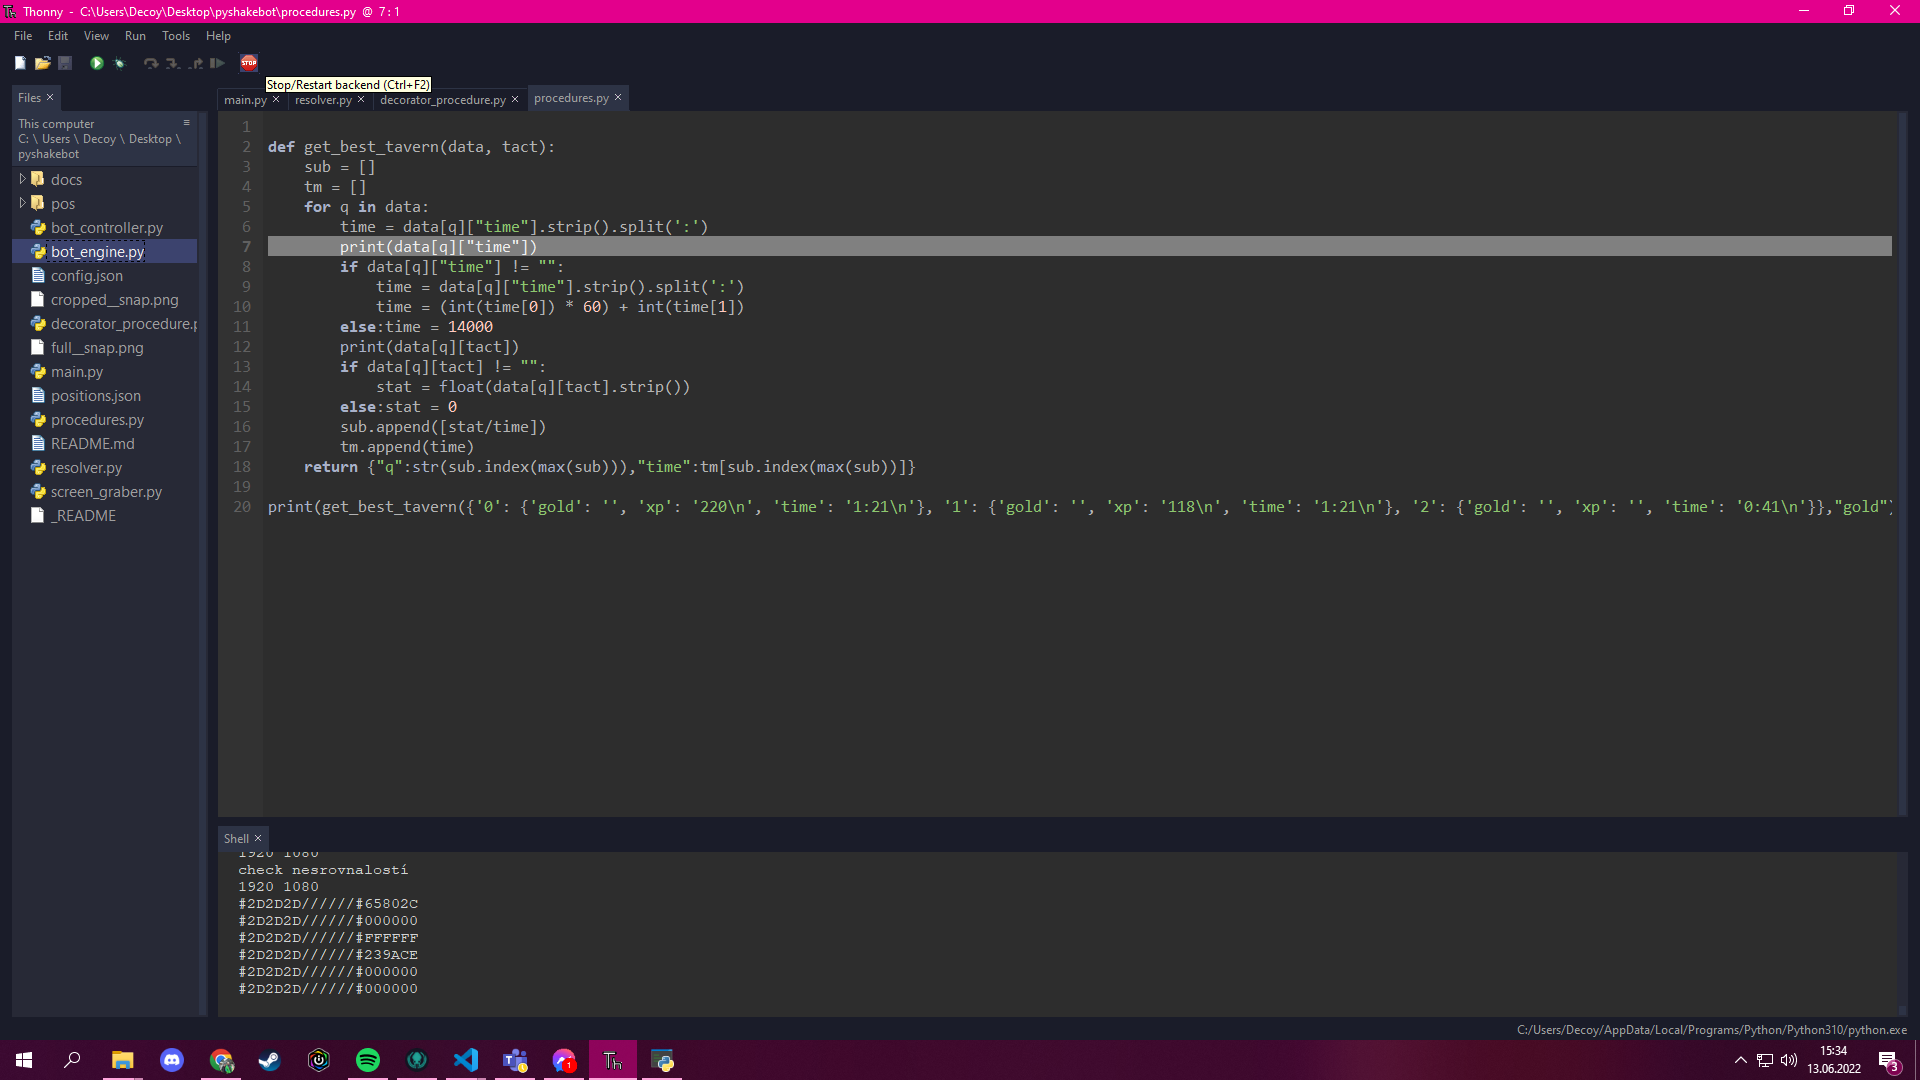 Thonny - C:\Users\Decoy\Desktop\pyshakebot\procedures.py @ 7 : 1
File Edit View Run Tools Help
STOP
Stop/Restart backend (Ctrl+F2)
Files ×
main.py × resolver.py × decorator_procedure.py × procedures.py ×
This computer
C: \ Users \ Decoy \ Desktop \
pyshakebot
docs
pos
bot_controller.py
bot_engine.py
config.json
cropped__snap.png
decorator_procedure.p
full__snap.png
main.py
positions.json
procedures.py
README.md
resolver.py
screen_graber.py
_README
1
2 def get_best_tavern(data, tact):
3 sub = []
4 tm = []
5 for q in data:
6 time = data[q]["time"].strip().split(':')
7 print(data[q]["time"])
8 if data[q]["time"] != "":
9 time = data[q]["time"].strip().split(':')
10 time = (int(time[0]) * 60) + int(time[1])
11 else:time = 14000
12 print(data[q][tact])
13 if data[q][tact] != "":
14 stat = float(data[q][tact].strip())
15 else:stat = 0
16 sub.append([stat/time])
17 tm.append(time)
18 return {"q":str(sub.index(max(sub))),"time":tm[sub.index(max(sub))]}
19
20 print(get_best_tavern({'0': {'gold': '', 'xp': '220\n', 'time': '1:21\n'}, '1': {'gold': '', 'xp': '118\n', 'time': '1:21\n'}, '2': {'gold': '', 'xp': '', 'time': '0:41\n'}},"gold")
Shell ×
1920 1080
check nesrovnalostí
1920 1080
#2D2D2D//////#65802C
#2D2D2D//////#000000
#2D2D2D//////#FFFFFF
#2D2D2D//////#239ACE
#2D2D2D//////#000000
#2D2D2D//////#000000
C:/Users/Decoy/AppData/Local/Programs/Python/Python310/python.exe
1
Th
15:34
13.06.2022
3